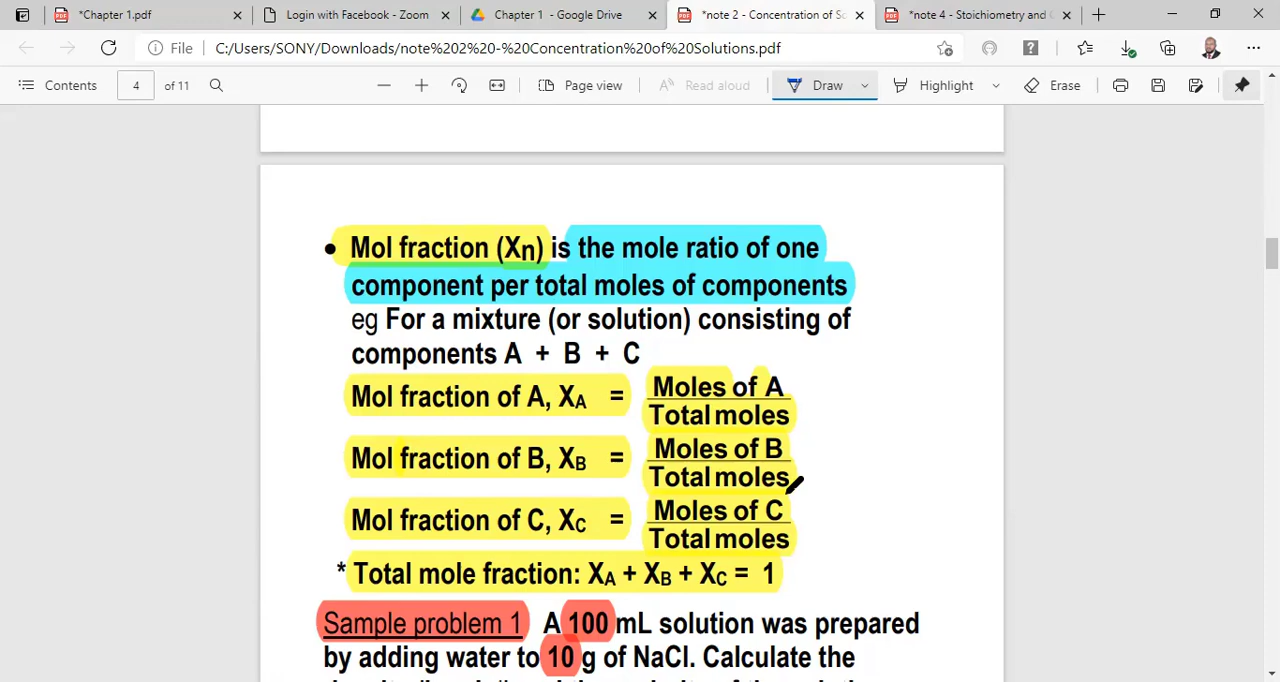 *Chapter 1.pdf
Login with Facebook - Zoom
Chapter 1 - Google Drive
*note 2 - Concentration of So
*note 4 - Stoichiometry and
File C:/Users/SONY/Downloads/note%202%20-%20Concentration%20of%20Solutions.pdf
Contents 4 of 11 Page view Read aloud Draw Highlight Erase
• Mol fraction (Xn) is the mole ratio of one
component per total moles of components
eg For a mixture (or solution) consisting of
components A + B + C
Mol fraction of A, XA = Moles of A
Total moles
Mol fraction of B, XB = Moles of B
Total moles
Mol fraction of C, XC = Moles of C
Total moles
* Total mole fraction: XA + XB + XC = 1
Sample problem 1 A 100 mL solution was prepared
by adding water to 10 g of NaCl. Calculate the